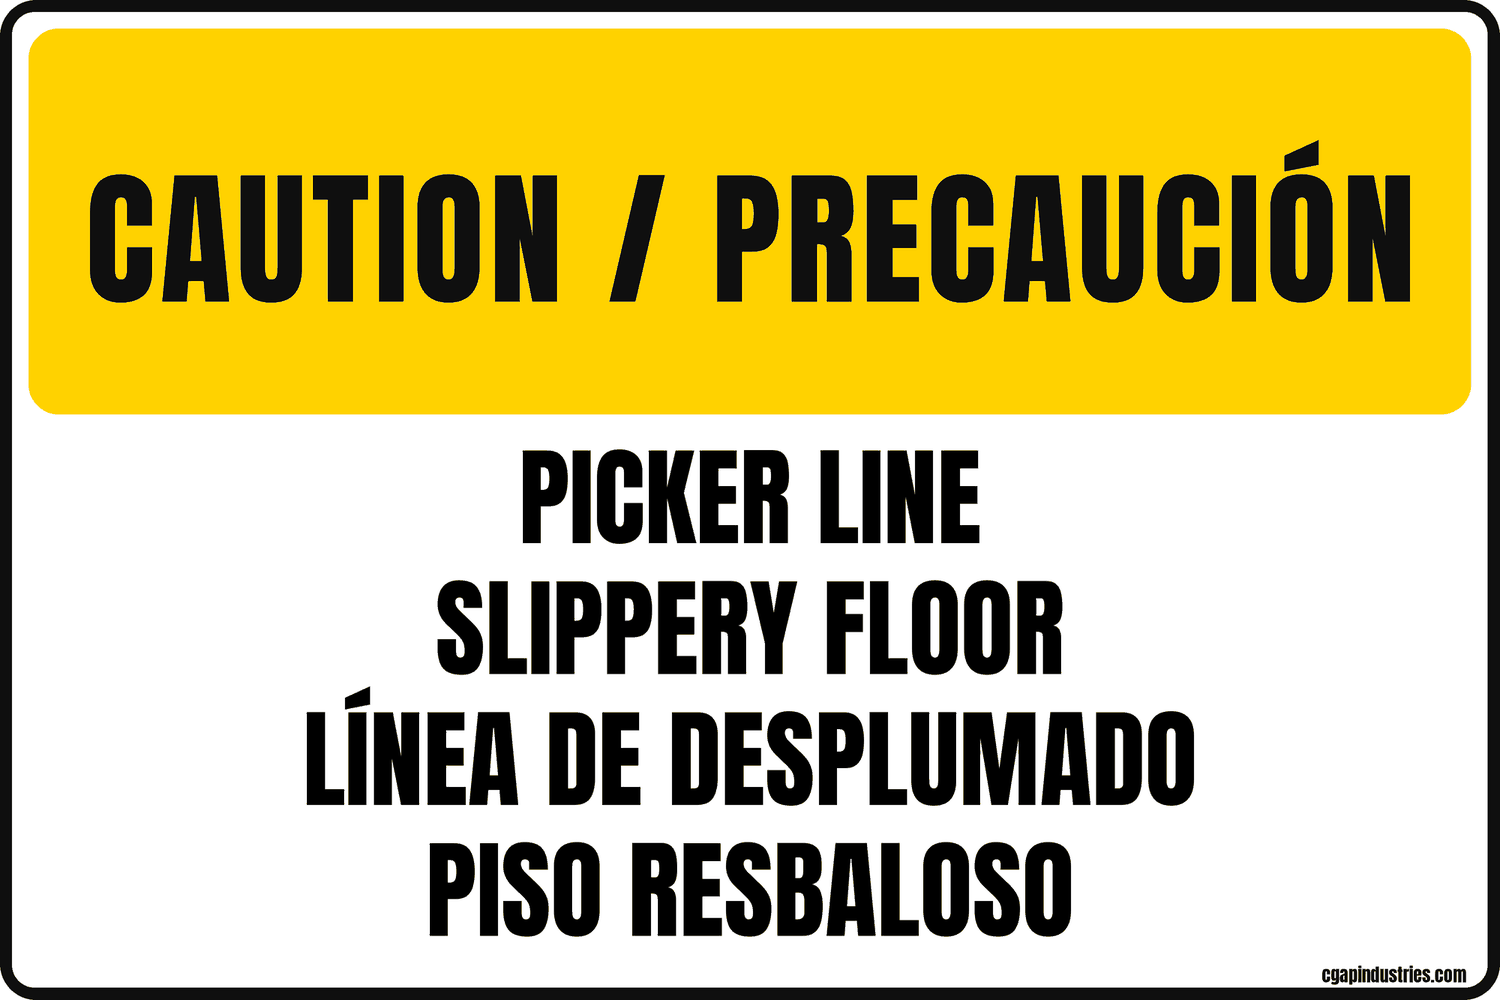 CAUTION / PRECAUCIÓN
PICKER LINE
SLIPPERY FLOOR
LÍNEA DE DESPLUMADO
PISO RESBALOSO
cgapindustries.com